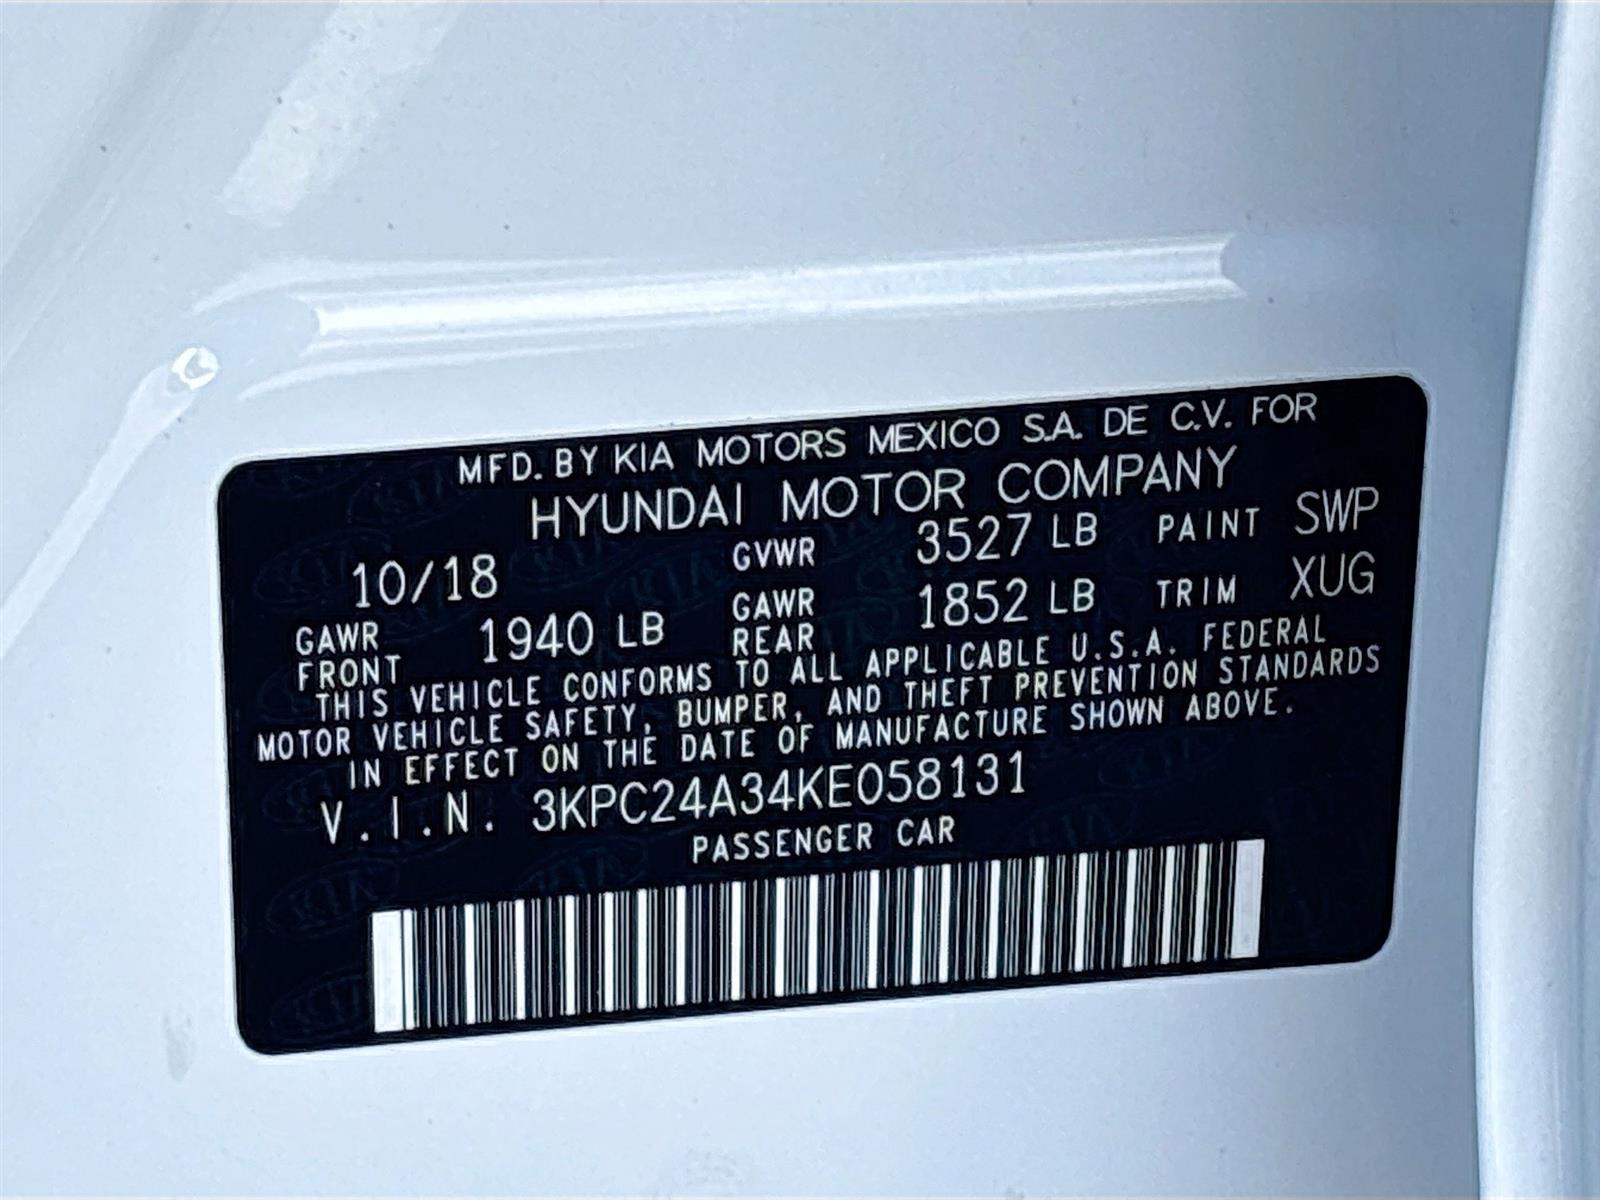 MFD. BY KIA MOTORS MEXICO S.A. DE C.V. FOR
HYUNDAI MOTOR COMPANY
10/18 GVWR 3527 LB PAINT SWP
GAWR FRONT 1940 LB GAWR REAR 1852 LB TRIM XUG
THIS VEHICLE CONFORMS TO ALL APPLICABLE U.S.A. FEDERAL
MOTOR VEHICLE SAFETY, BUMPER, AND THEFT PREVENTION STANDARDS
IN EFFECT ON THE DATE OF MANUFACTURE SHOWN ABOVE.
V.I.N. 3KPC24A34KE058131
PASSENGER CAR